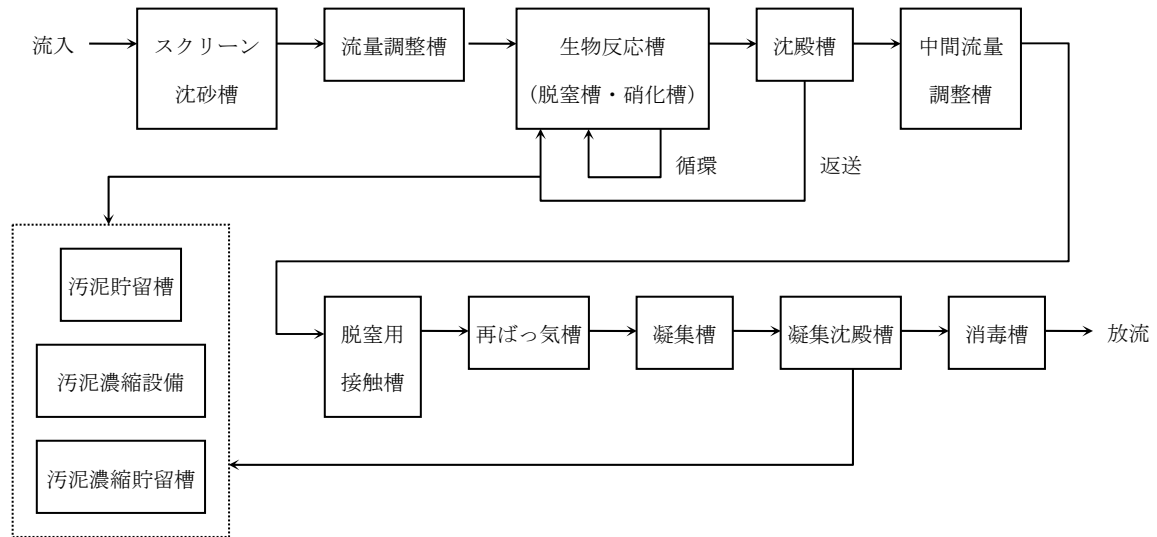 流入
スクリーン
沈砂槽
流量調整槽
生物反応槽
（脱窒槽・硝化槽）
沈殿槽
中間流量
調整槽
循環
返送
汚泥貯留槽
汚泥濃縮設備
汚泥濃縮貯留槽
脱窒用
接触槽
再ばっ気槽
凝集槽
凝集沈殿槽
消毒槽
放流